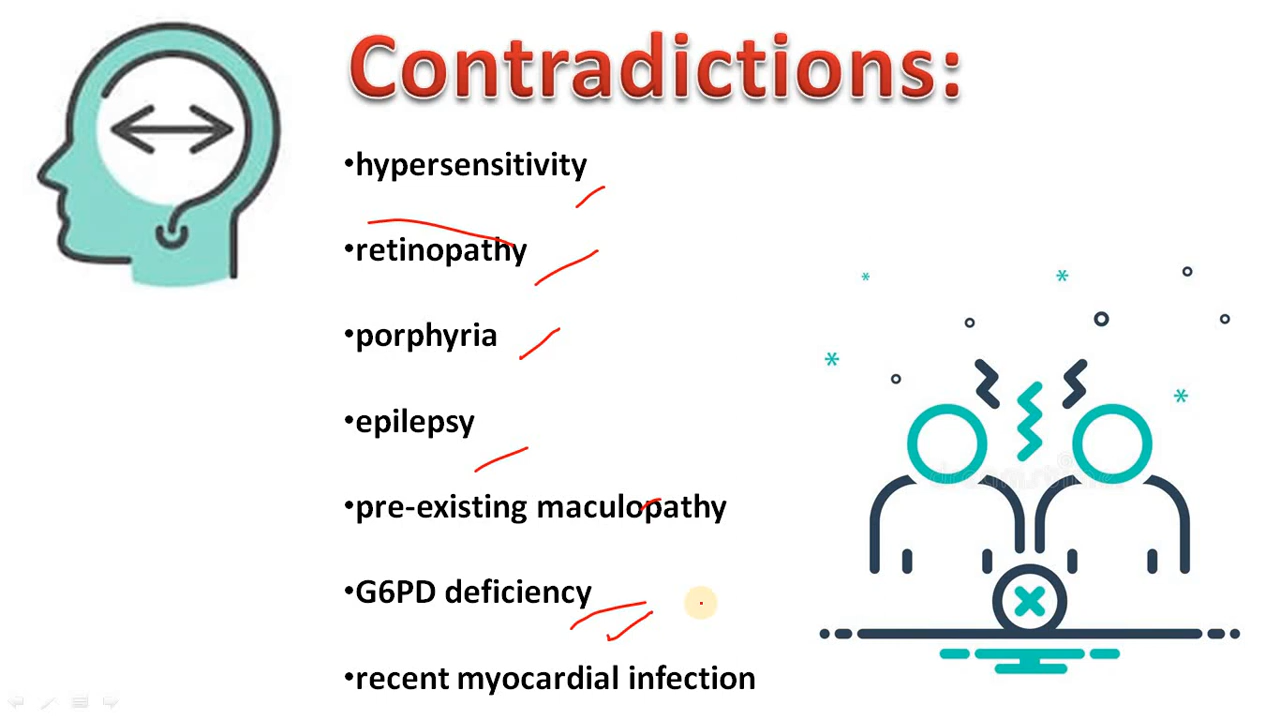 Contradictions:
•hypersensitivity
•retinopathy
•porphyria
•epilepsy
•pre-existing maculopathy
•G6PD deficiency
•recent myocardial infection